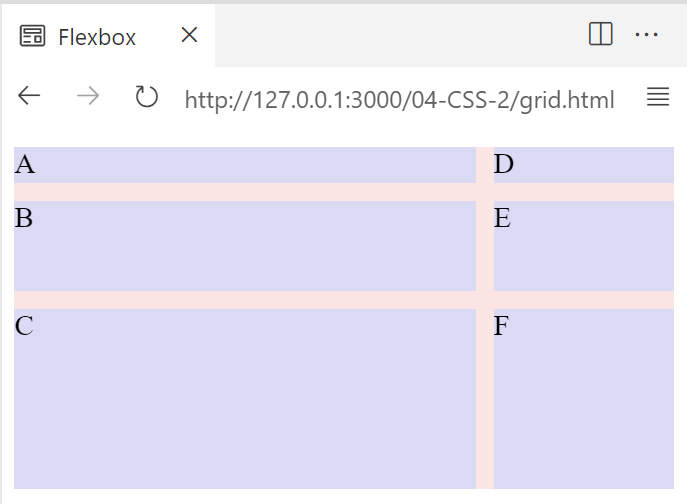 Flexbox
http://127.0.0.1:3000/04-CSS-2/grid.html
A D
B E
C F